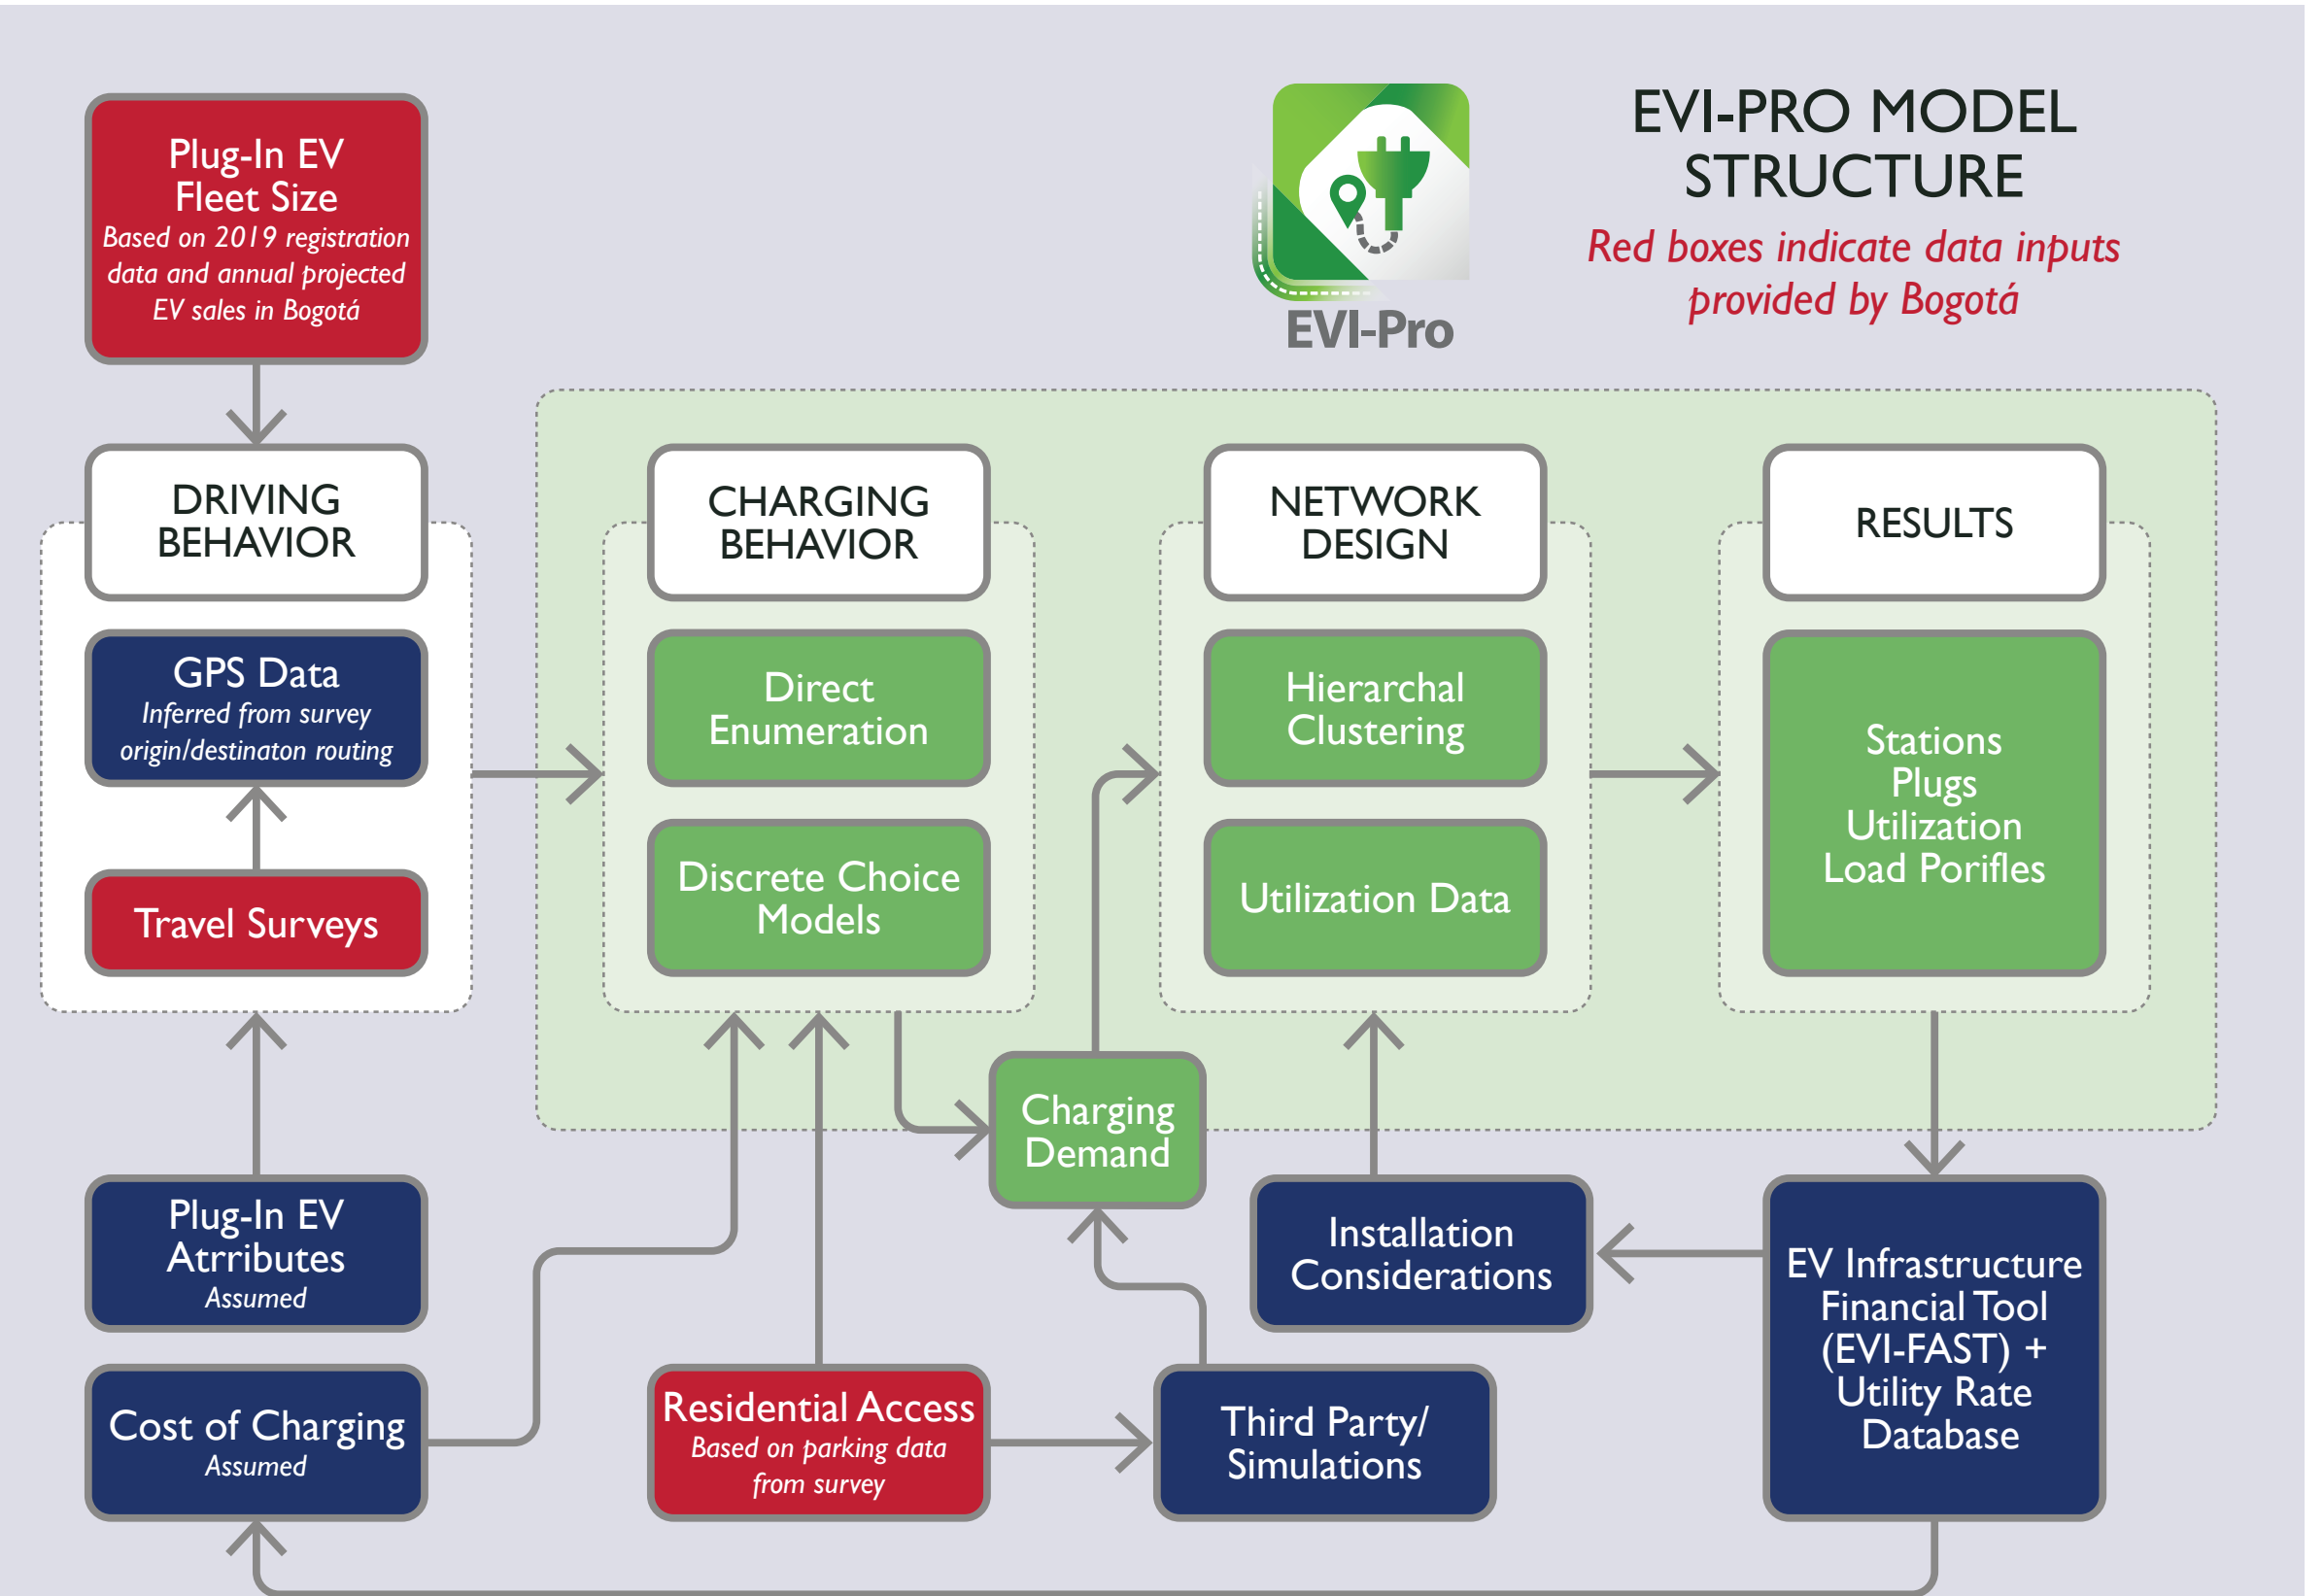 EVI-PRO MODEL
STRUCTURE
Red boxes indicate data inputs
provided by Bogotá
EVI-Pro
Plug-In EV
Fleet Size
Based on 2019 registration
data and annual projected
EV sales in Bogotá
DRIVING
BEHAVIOR
GPS Data
Inferred from survey
origin/destinaton routing
Travel Surveys
CHARGING
BEHAVIOR
Direct
Enumeration
Discrete Choice
Models
NETWORK
DESIGN
Hierarchal
Clustering
Utilization Data
RESULTS
Stations
Plugs
Utilization
Load Porifles
Charging
Demand
Plug-In EV
Atrributes
Assumed
Cost of Charging
Assumed
Residential Access
Based on parking data
from survey
Third Party/
Simulations
Installation
Considerations
EV Infrastructure
Financial Tool
(EVI-FAST) +
Utility Rate
Database